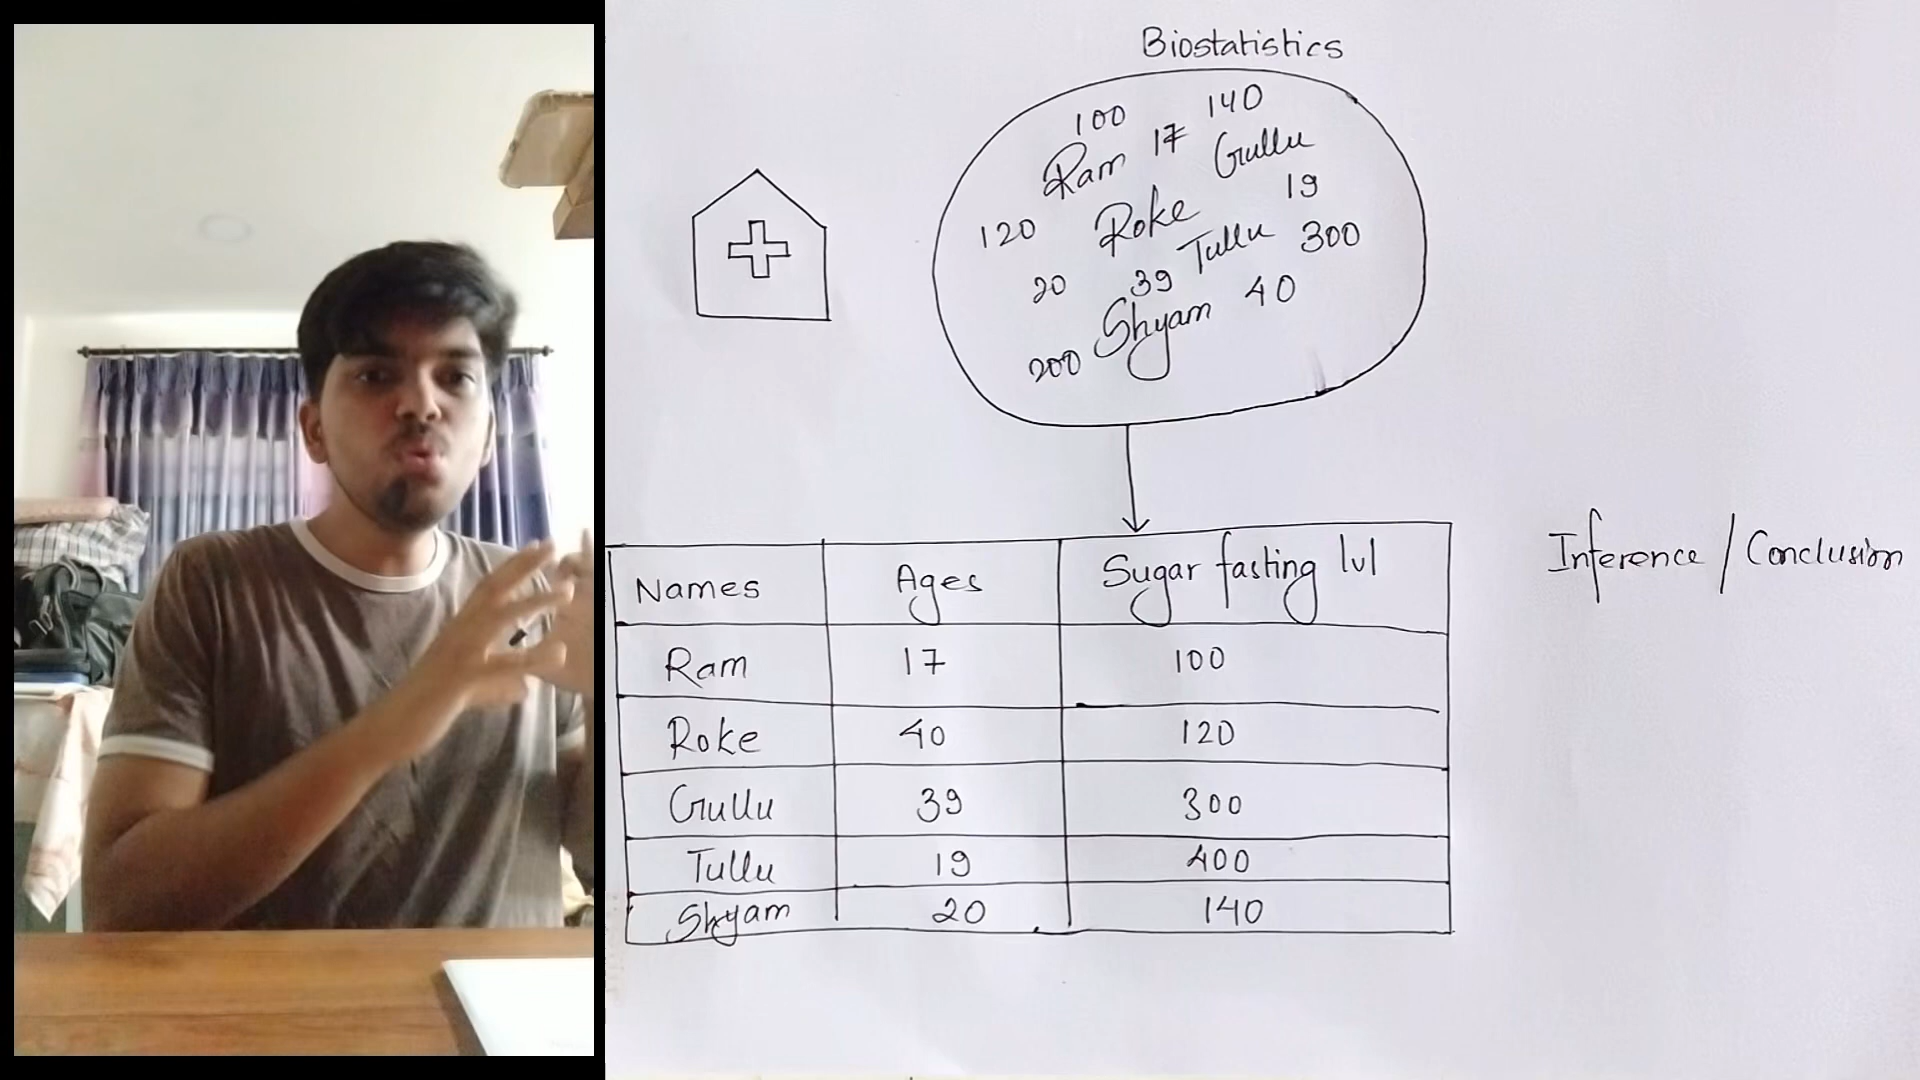 Biostatistics
100 140
Ram 17 Gullu
19
120 Roke Tullu 300
20 39
Shyam 40
200
Names Ages Sugar fasting lvl
Ram 17 100
Roke 40 120
Gullu 39 300
Tullu 19 400
Shyam 20 140
Inference / Conclusion